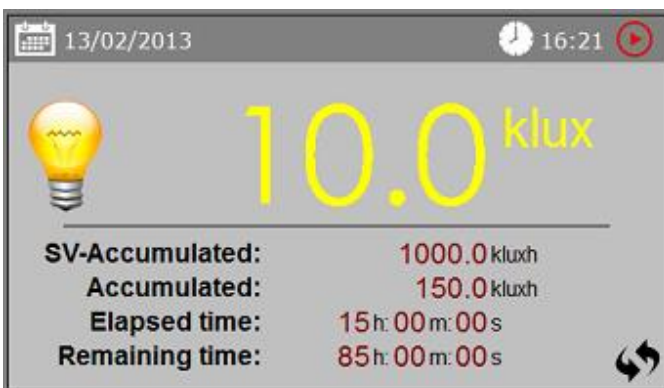 13/02/2013 16:21
10.0 klux
SV-Accumulated: 1000.0 kluxh
Accumulated: 150.0 kluxh
Elapsed time: 15h:00m:00s
Remaining time: 85h:00m:00s